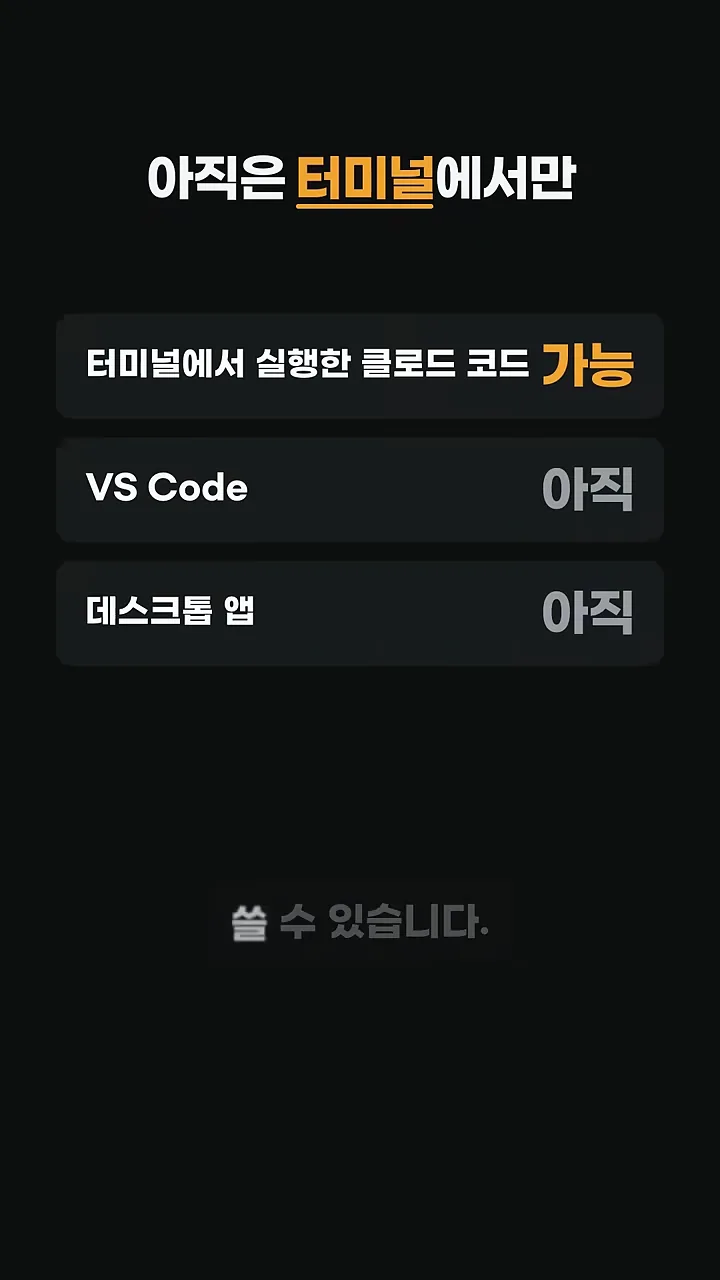 아직은 터미널에서만
터미널에서 실행한 클로드 코드 가능
VS Code 아직
데스크톱 앱 아직
쓸 수 있습니다.